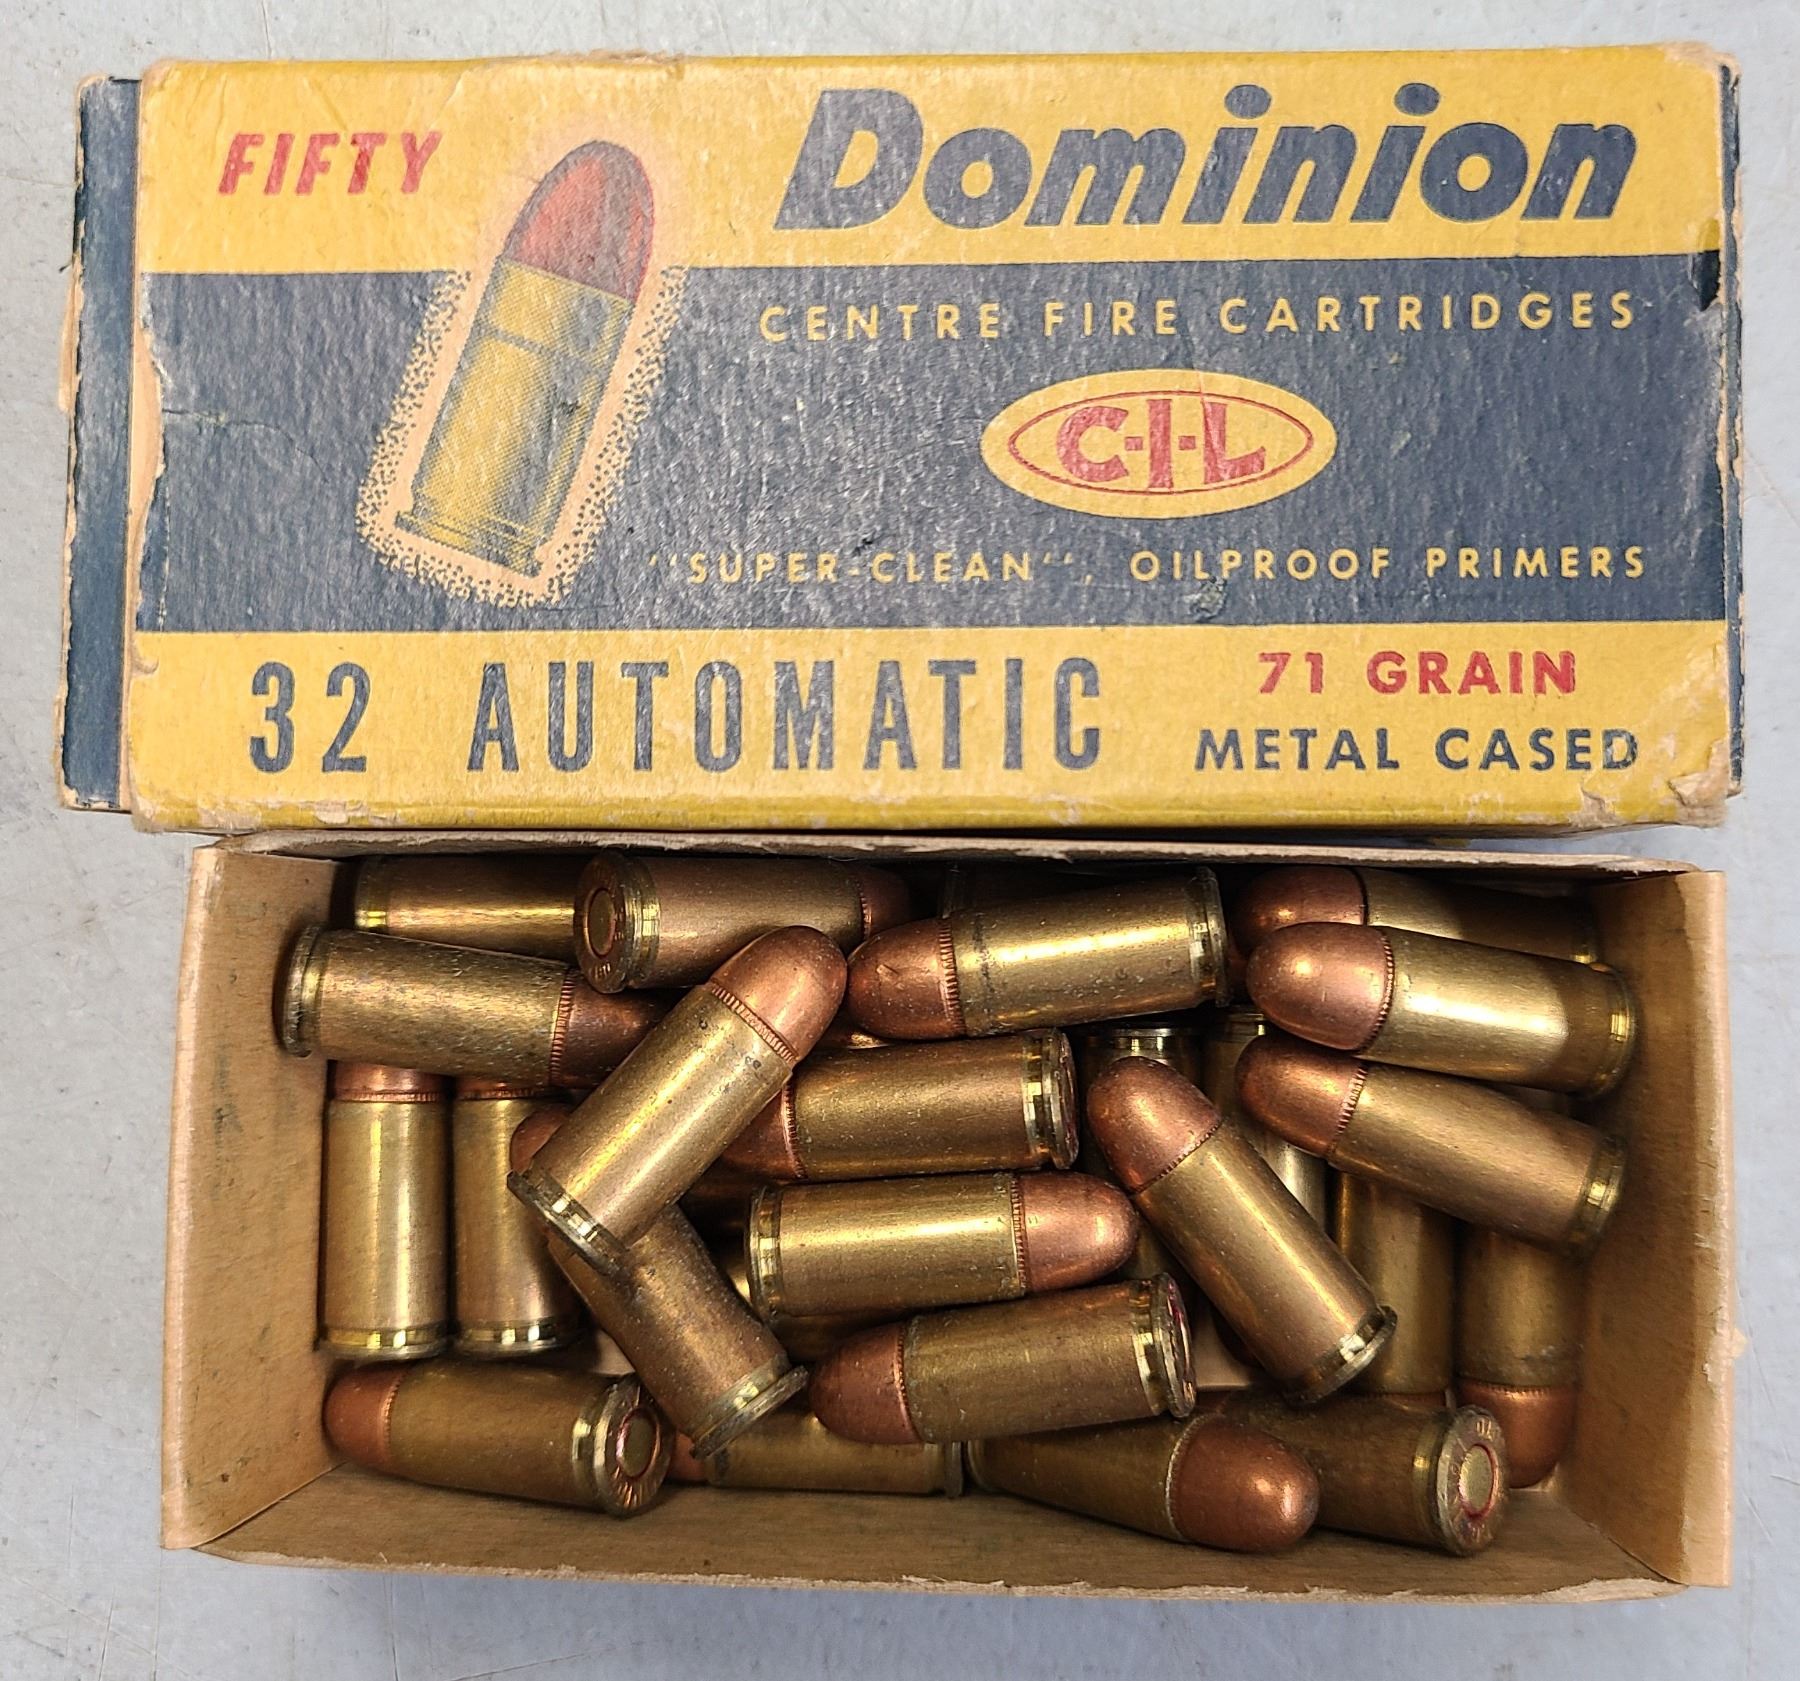 FIFTY
Dominion
CENTRE FIRE CARTRIDGES
C-I-L
"SUPER-CLEAN", OILPROOF PRIMERS
32 AUTOMATIC
71 GRAIN
METAL CASED